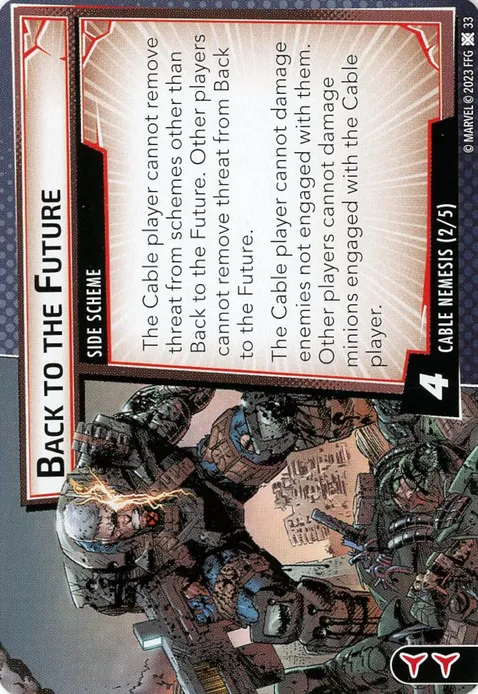 BACK TO THE FUTURE
SIDE SCHEME
The Cable player cannot remove
threat from schemes other than
Back to the Future. Other players
cannot remove threat from Back
to the Future.
The Cable player cannot damage
enemies not engaged with them.
Other players cannot damage
minions engaged with the Cable
player.
4
CABLE NEMESIS (2/5)
© MARVEL © 2023 FFG 33